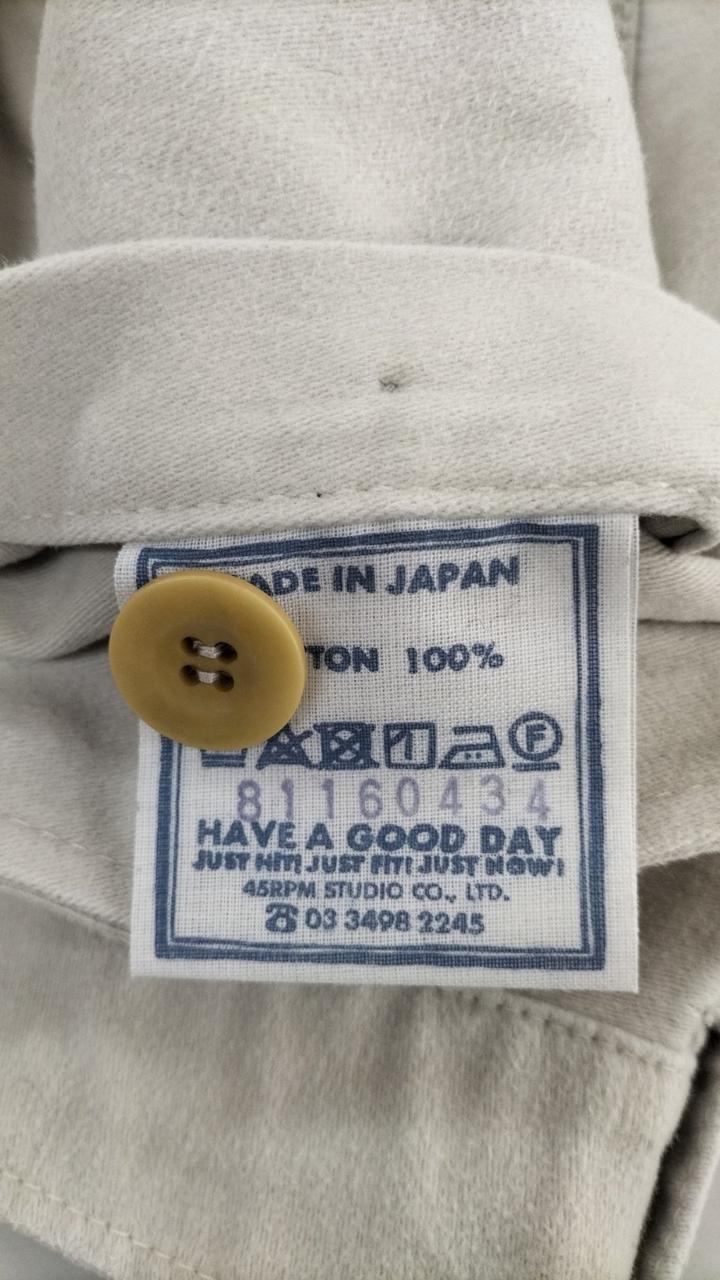 ADE IN JAPAN
TON 100%
F
81160434
HAVE A GOOD DAY
JUST HIT! JUST FIT! JUST NOW!
45RPM STUDIO CO., LTD.
☎ 03 3498 2245